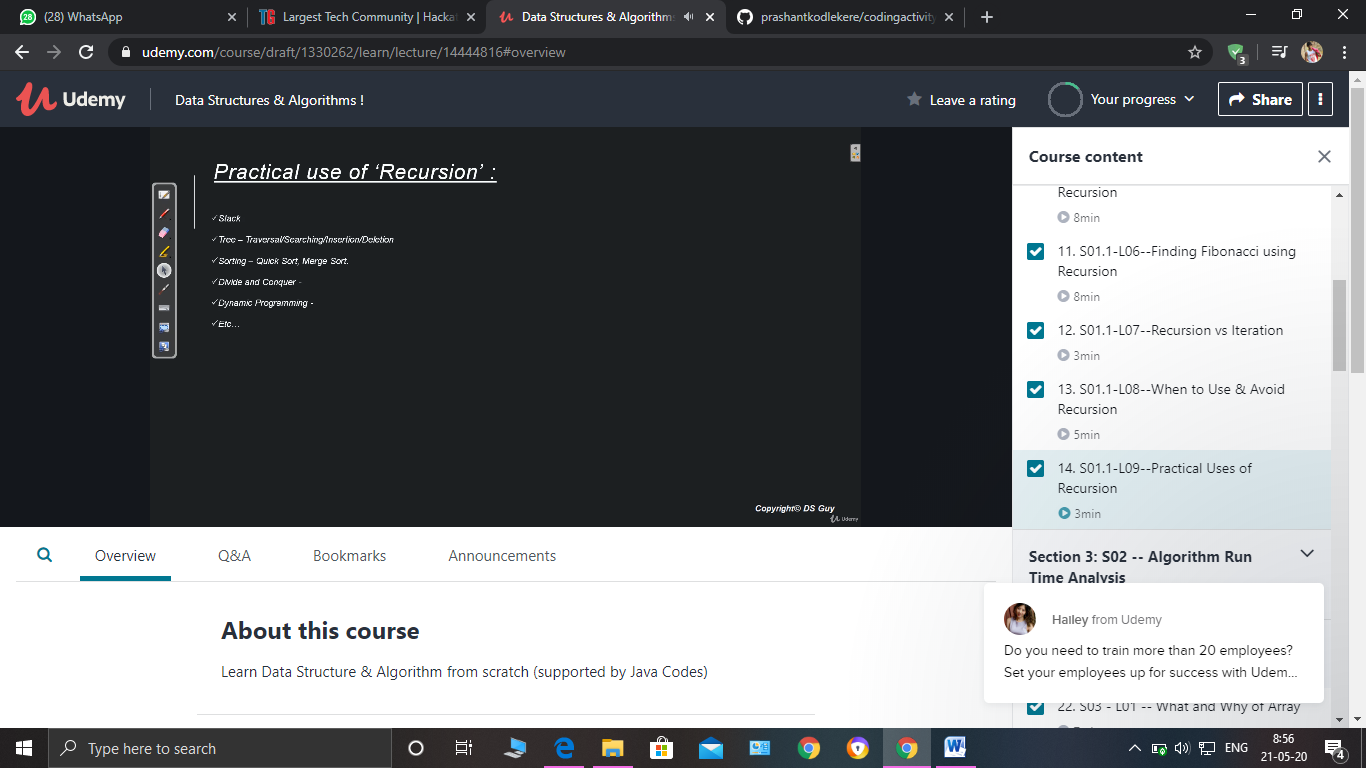 (28) WhatsApp
Largest Tech Community | Hacka
Data Structures & Algorithms
prashantkodlekere/codingactivity
udemy.com/course/draft/1330262/learn/lecture/14444816#overview
3
Udemy
Data Structures & Algorithms !
Leave a rating
Your progress
Share
Practical use of ‘Recursion’ :
✓Stack
✓Tree – Traversal/Searching/Insertion/Deletion
✓Sorting – Quick Sort, Merge Sort.
✓Divide and Conquer -
✓Dynamic Programming -
✓Etc…
Copyright© DS Guy
Udemy
Course content
Recursion
8min
11. S01.1-L06--Finding Fibonacci using
Recursion
8min
12. S01.1-L07--Recursion vs Iteration
3min
13. S01.1-L08--When to Use & Avoid
Recursion
5min
14. S01.1-L09--Practical Uses of
Recursion
3min
Section 3: S02 -- Algorithm Run
Time Analysis
22. S03 - L01 -- What and Why of Array
Overview
Q&A
Bookmarks
Announcements
About this course
Learn Data Structure & Algorithm from scratch (supported by Java Codes)
Hailey from Udemy
Do you need to train more than 20 employees?
Set your employees up for success with Udem…
Type here to search
ENG
8:56
21-05-20
4